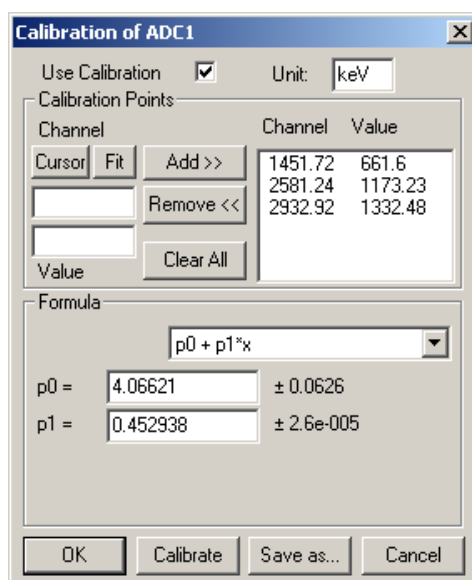 Calibration of ADC1
Use Calibration Unit: keV
Calibration Points
Channel Channel Value
Cursor Fit Add >> 1451.72 661.6
2581.24 1173.23
Remove << 2932.92 1332.48
Value Clear All
Formula
p0 + p1*x
p0 = 4.06621 ± 0.0626
p1 = 0.452938 ± 2.6e-005
OK Calibrate Save as... Cancel